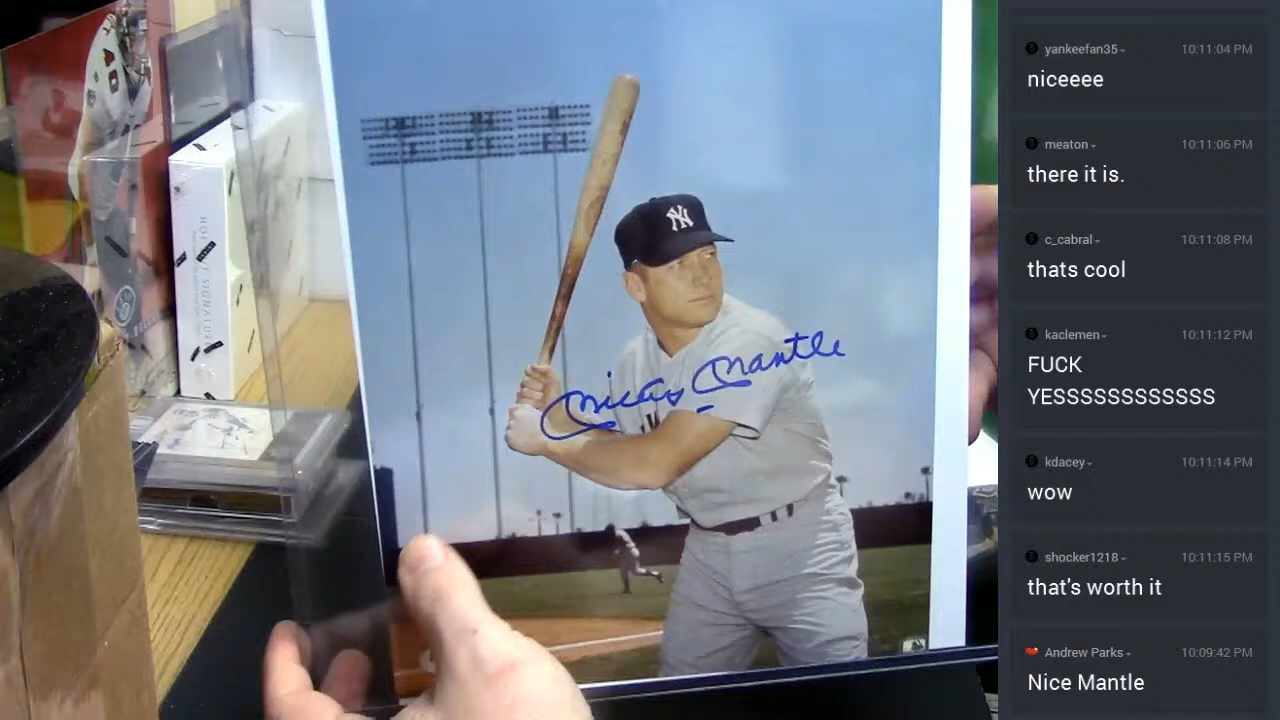 NY
Mickey Mantle
yankeefan35
10:11:04 PM
niceeee
meaton
10:11:06 PM
there it is.
c_cabral
10:11:08 PM
thats cool
kaclemen
10:11:12 PM
FUCK
YESSSSSSSSSSSS
kdacey
10:11:14 PM
wow
shocker1218
10:11:15 PM
that's worth it
Andrew Parks
10:09:42 PM
Nice Mantle